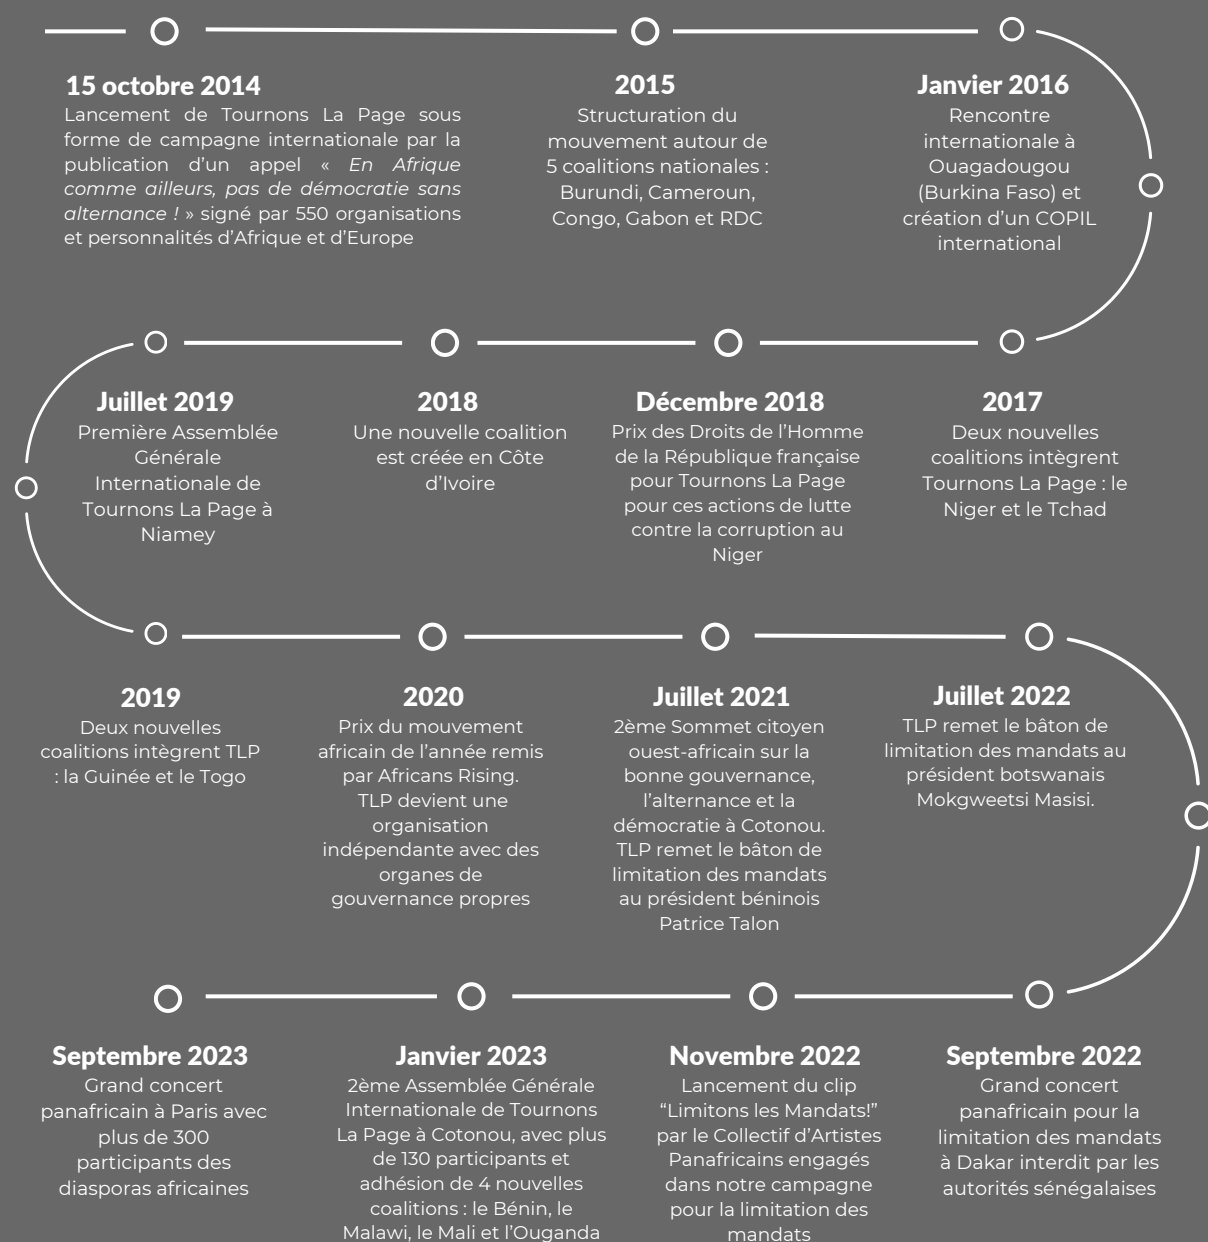 15 octobre 2014
Lancement de Tournons La Page sous
forme de campagne internationale par la
publication d'un appel « En Afrique
comme ailleurs, pas de démocratie sans
alternance ! » signé par 550 organisations
et personnalités d'Afrique et d'Europe
2015
Structuration du
mouvement autour de
5 coalitions nationales :
Burundi, Cameroun,
Congo, Gabon et RDC
Janvier 2016
Rencontre
internationale à
Ouagadougou
(Burkina Faso) et
création d'un COPIL
international
2017
Deux nouvelles
coalitions intègrent
Tournons La Page : le
Niger et le Tchad
Décembre 2018
Prix des Droits de l'Homme
de la République française
pour Tournons La Page
pour ces actions de lutte
contre la corruption au
Niger
2018
Une nouvelle coalition
est créée en Côte
d'Ivoire
Juillet 2019
Première Assemblée
Générale
Internationale de
Tournons La Page à
Niamey
2019
Deux nouvelles
coalitions intègrent TLP
: la Guinée et le Togo
2020
Prix du mouvement
africain de l'année remis
par Africans Rising.
TLP devient une
organisation
indépendante avec des
organes de
gouvernance propres
Juillet 2021
2ème Sommet citoyen
ouest-africain sur la
bonne gouvernance,
l'alternance et la
démocratie à Cotonou.
TLP remet le bâton de
limitation des mandats
au président béninois
Patrice Talon
Juillet 2022
TLP remet le bâton de
limitation des mandats au
président botswanais
Mokgweetsi Masisi.
Septembre 2022
Grand concert
panafricain pour la
limitation des mandats
à Dakar interdit par les
autorités sénégalaises
Novembre 2022
Lancement du clip
“Limitons les Mandats!”
par le Collectif d'Artistes
Panafricains engagés
dans notre campagne
pour la limitation des
mandats
Janvier 2023
2ème Assemblée Générale
Internationale de Tournons
La Page à Cotonou, avec plus
de 130 participants et
adhésion de 4 nouvelles
coalitions : le Bénin, le
Malawi, le Mali et l'Ouganda
Septembre 2023
Grand concert
panafricain à Paris avec
plus de 300
participants des
diasporas africaines